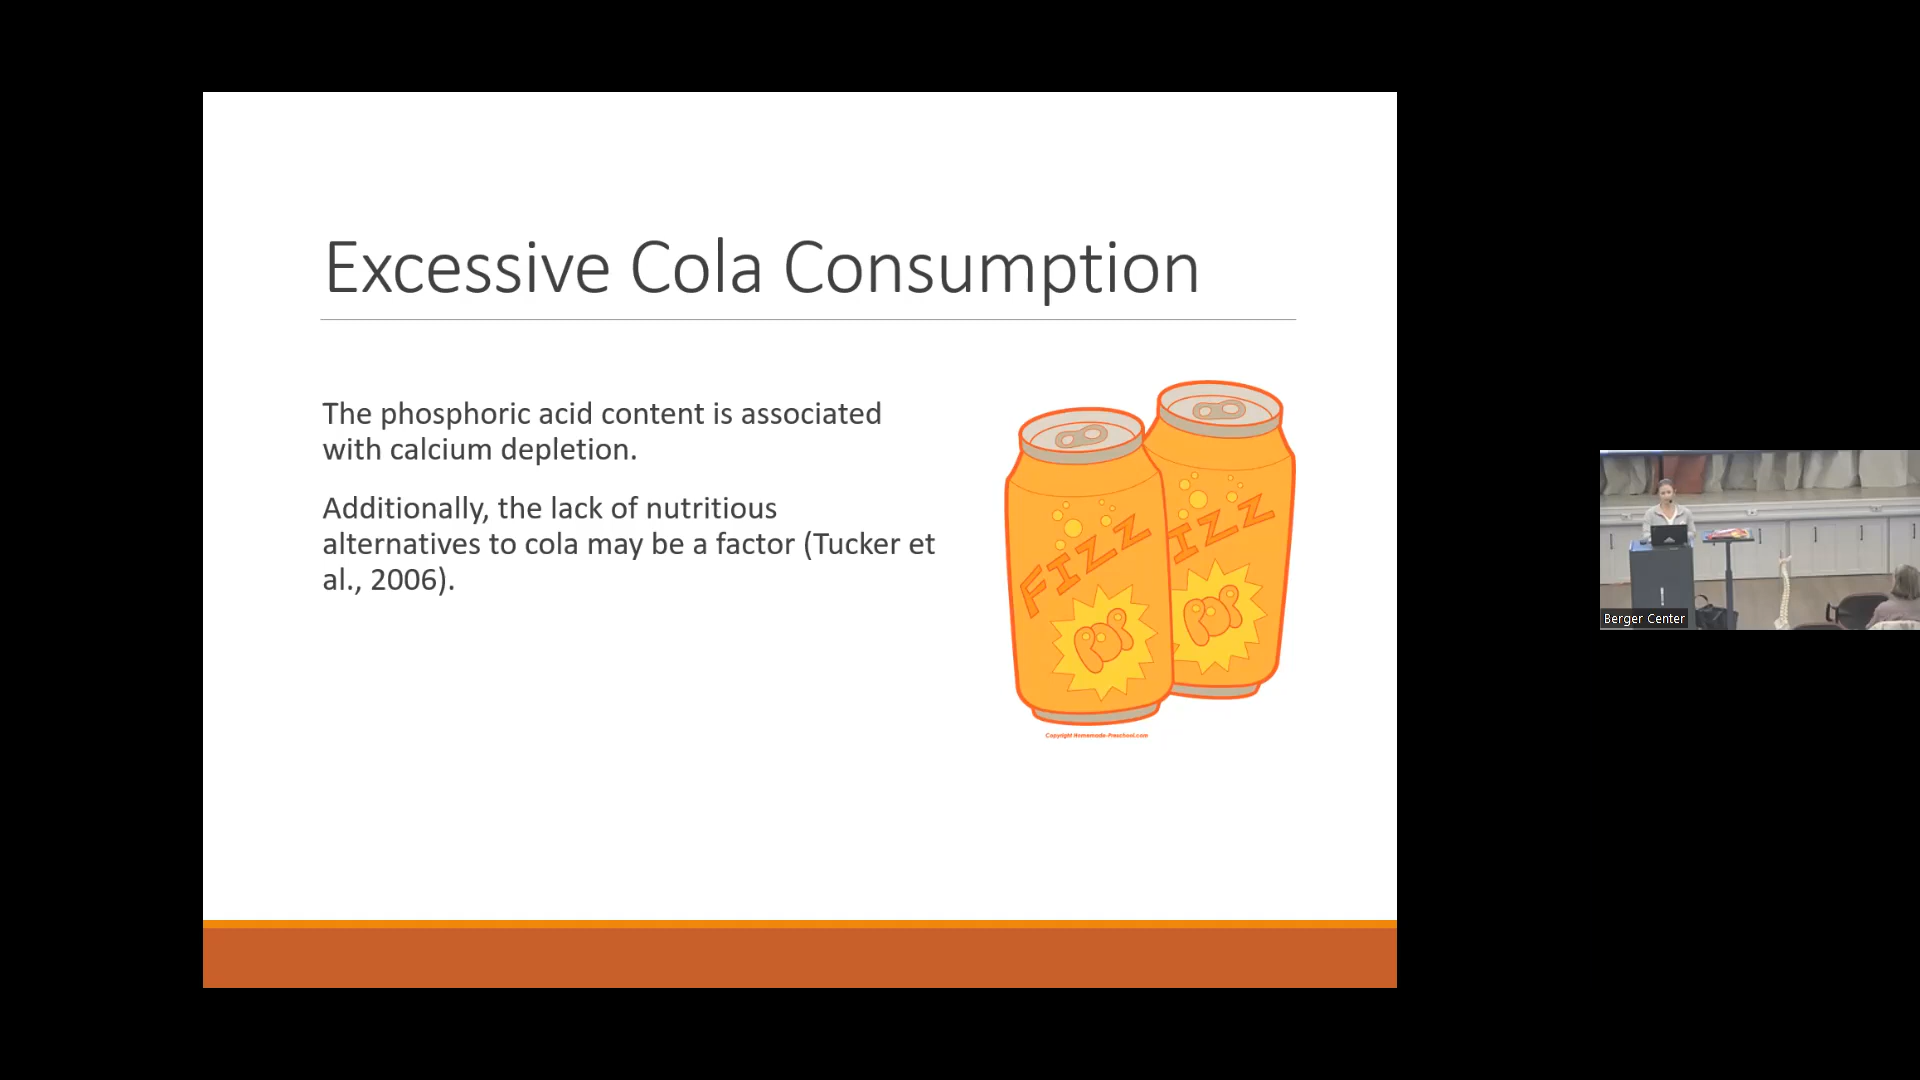 Excessive Cola Consumption
The phosphoric acid content is associated
with calcium depletion.
Additionally, the lack of nutritious
alternatives to cola may be a factor (Tucker et
al., 2006).
FIZZ
POP
IZZ
POP
Copyright Homemade-Preschool.com
Berger Center